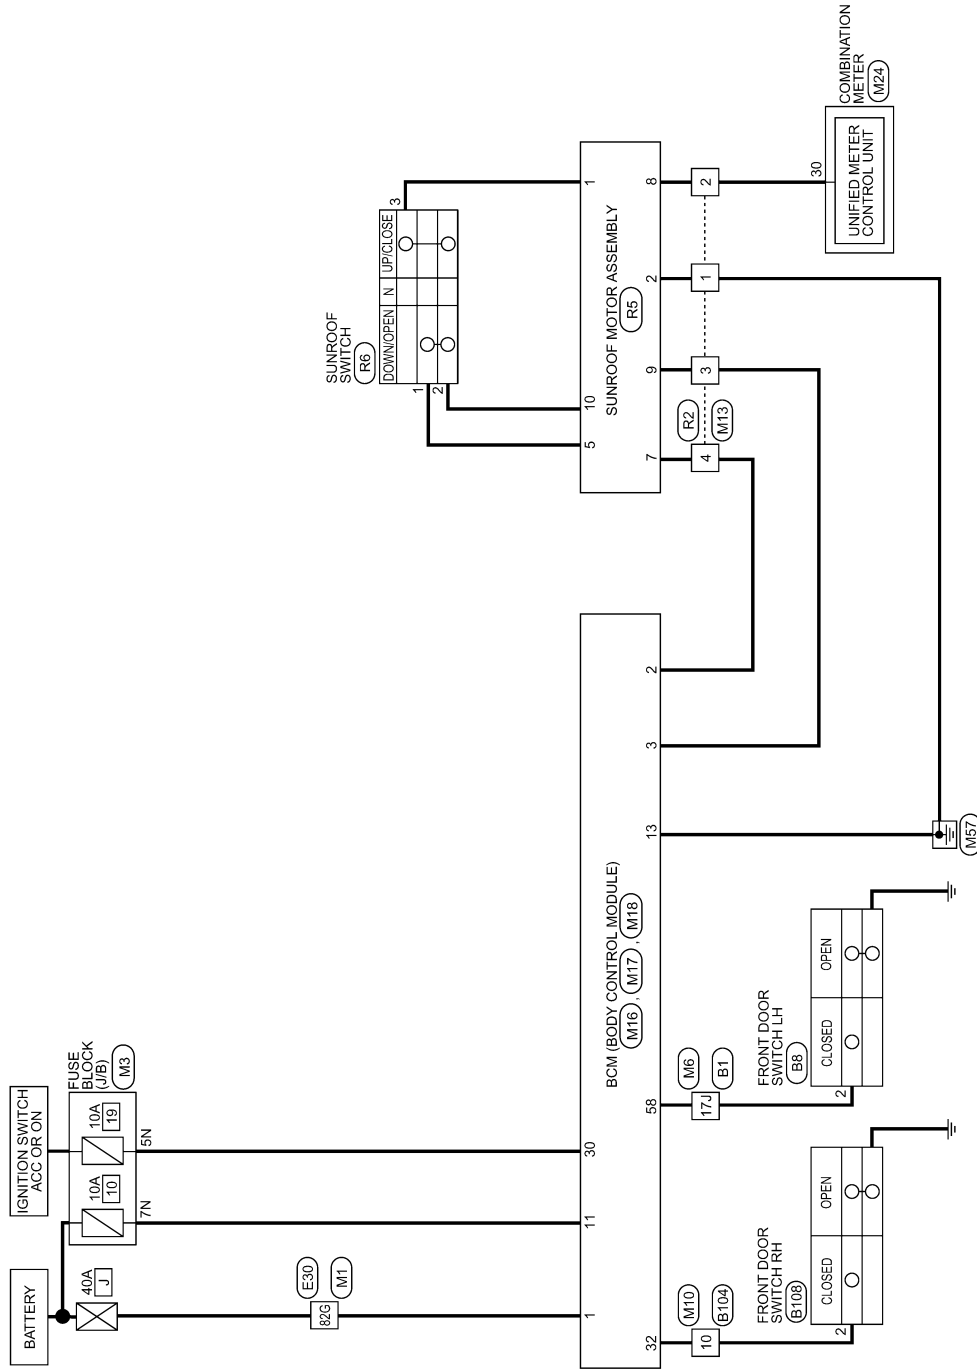 BATTERY
IGNITION SWITCH
ACC OR ON
40A
J
10A
10
10A
19
FUSE
BLOCK
(J/B)
M3
7N
5N
E30
M1
82G
SUNROOF
SWITCH
R6
DOWN/OPEN
N
UP/CLOSE
1
2
3
1
11
30
5
10
1
BCM (BODY CONTROL MODULE)
M16 , M17 , M18
SUNROOF MOTOR ASSEMBLY
R5
32
58
13
3
2
7
9
2
8
M10
B104
10
M6
B1
17J
R2
M13
4
3
1
2
FRONT DOOR
SWITCH RH
B108
2
CLOSED
OPEN
FRONT DOOR
SWITCH LH
B8
2
CLOSED
OPEN
M57
30
UNIFIED METER
CONTROL UNIT
COMBINATION
METER
M24